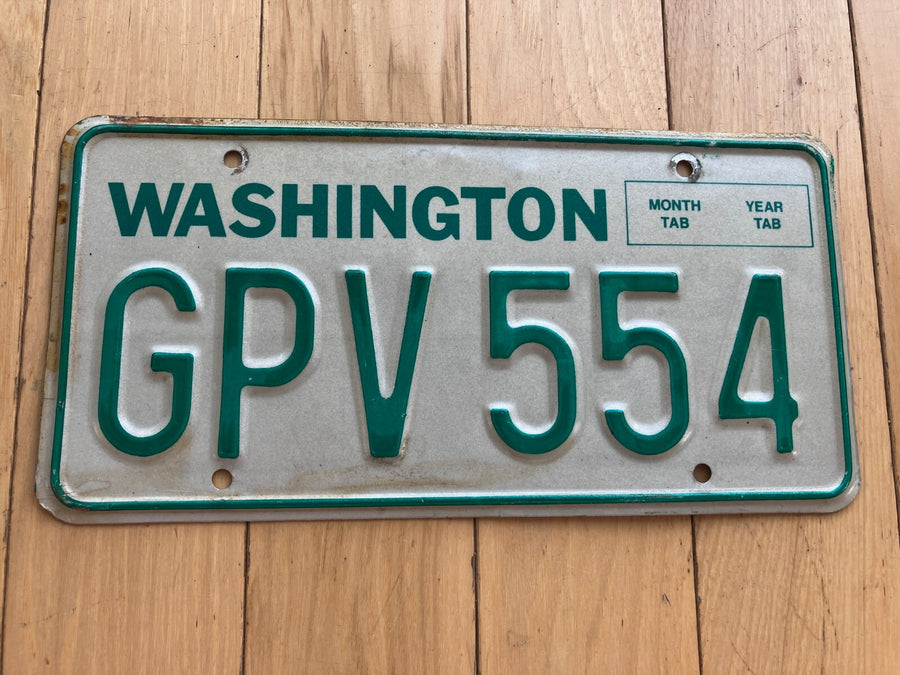 WASHINGTON
MONTH TAB YEAR TAB
GPV 554